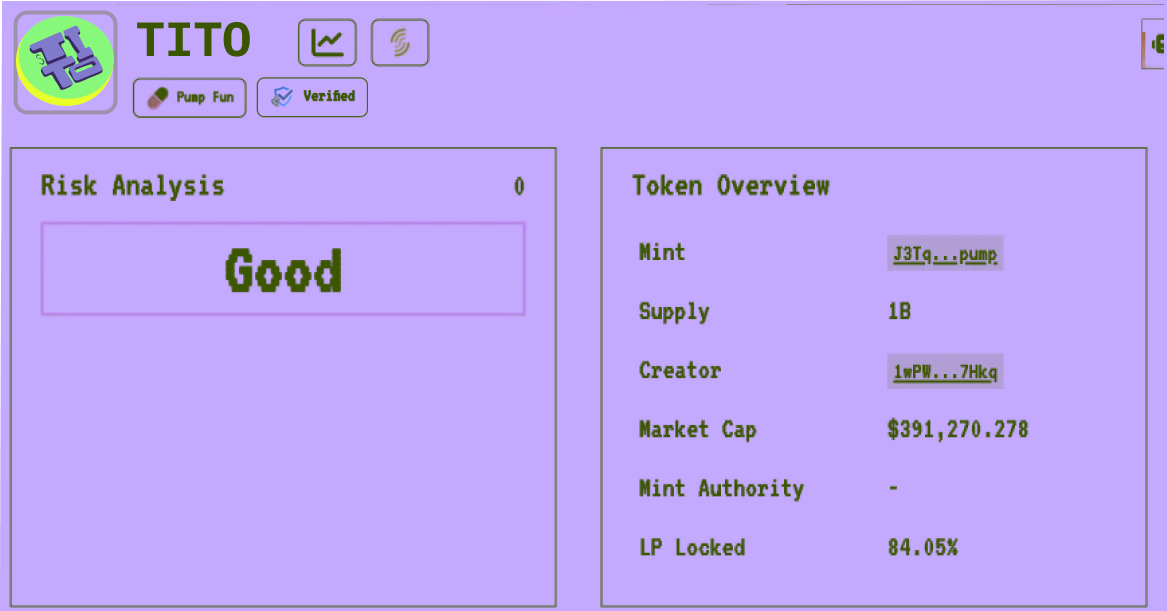 TITO
TITO
Pump Fun
Verified
Risk Analysis 0
Good
Token Overview
Mint J3Tq...pump
Supply 1B
Creator 1wPW...7Hkq
Market Cap $391,270.278
Mint Authority -
LP Locked 84.05%